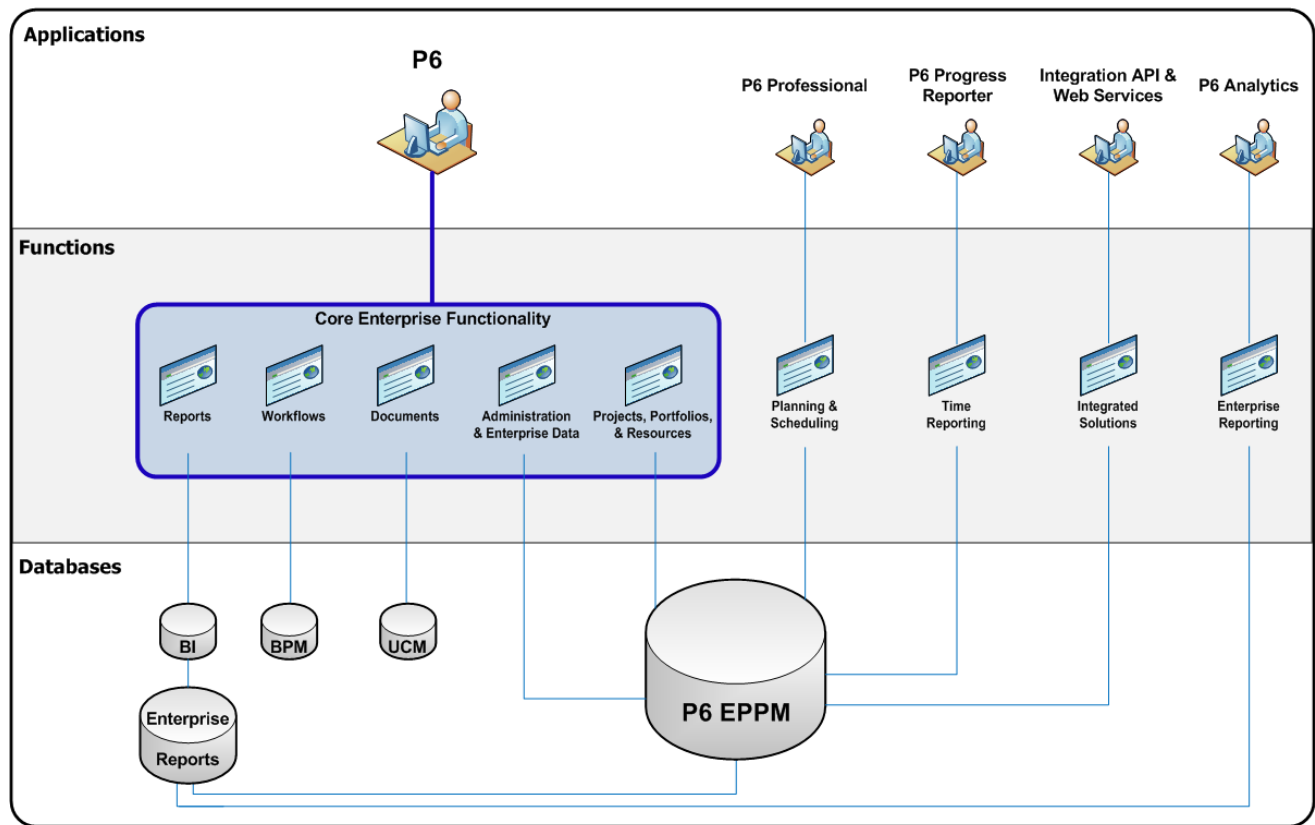 Applications
P6
P6 Professional
P6 Progress
Reporter
Integration API &
Web Services
P6 Analytics
Functions
Core Enterprise Functionality
Reports
Workflows
Documents
Administration
& Enterprise Data
Projects, Portfolios,
& Resources
Planning &
Scheduling
Time
Reporting
Integrated
Solutions
Enterprise
Reporting
Databases
BI
BPM
UCM
Enterprise
Reports
P6 EPPM